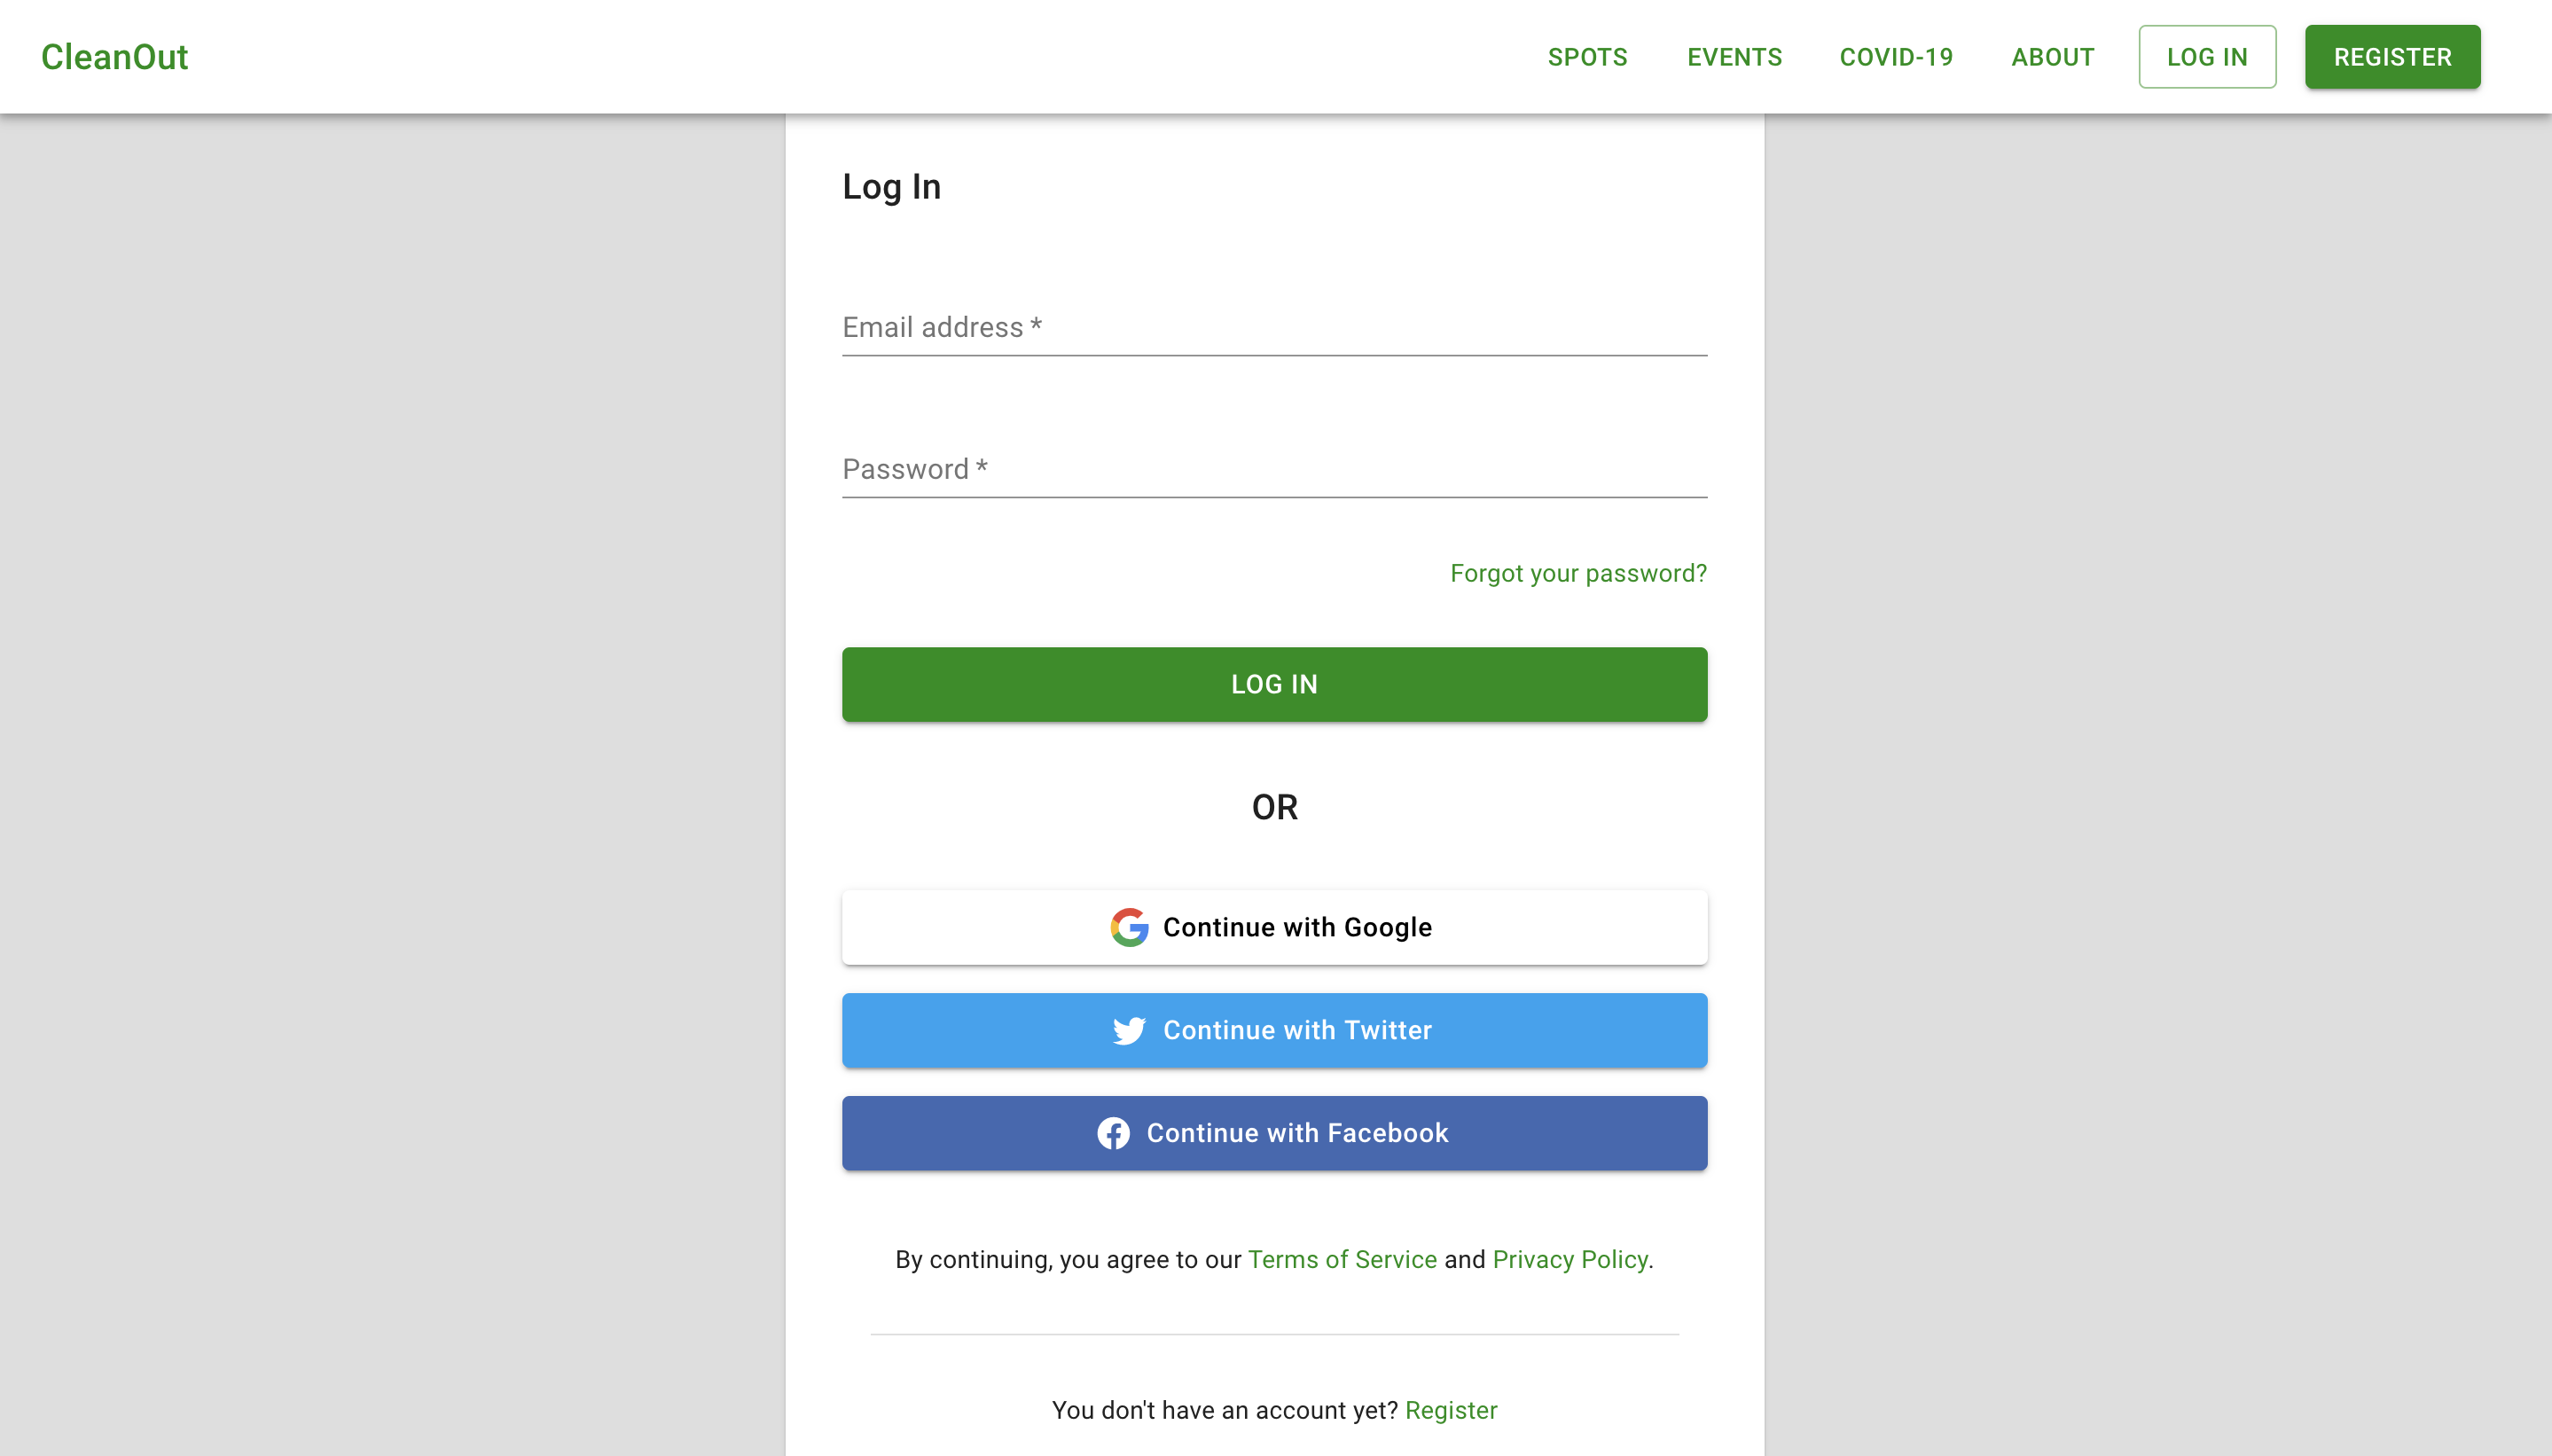 CleanOut
SPOTS EVENTS COVID-19 ABOUT LOG IN REGISTER
Log In
Email address *
Password *
Forgot your password?
LOG IN
OR
Continue with Google
Continue with Twitter
Continue with Facebook
By continuing, you agree to our Terms of Service and Privacy Policy.
You don't have an account yet? Register